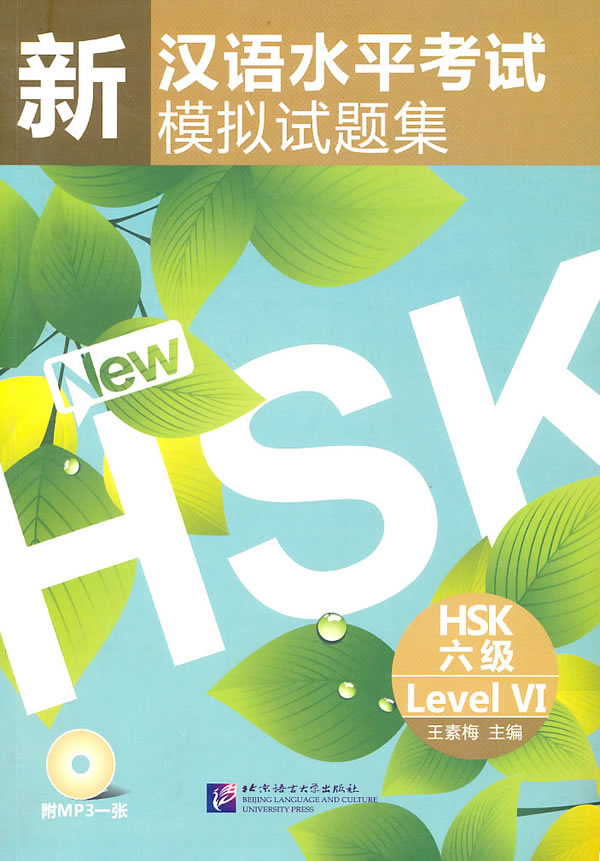 新
汉语水平考试
模拟试题集
New
HSK
HSK
六级
Level VI
王素梅 主编
附MP3一张
北京语言大学出版社
BEIJING LANGUAGE AND CULTURE
UNIVERSITY PRESS